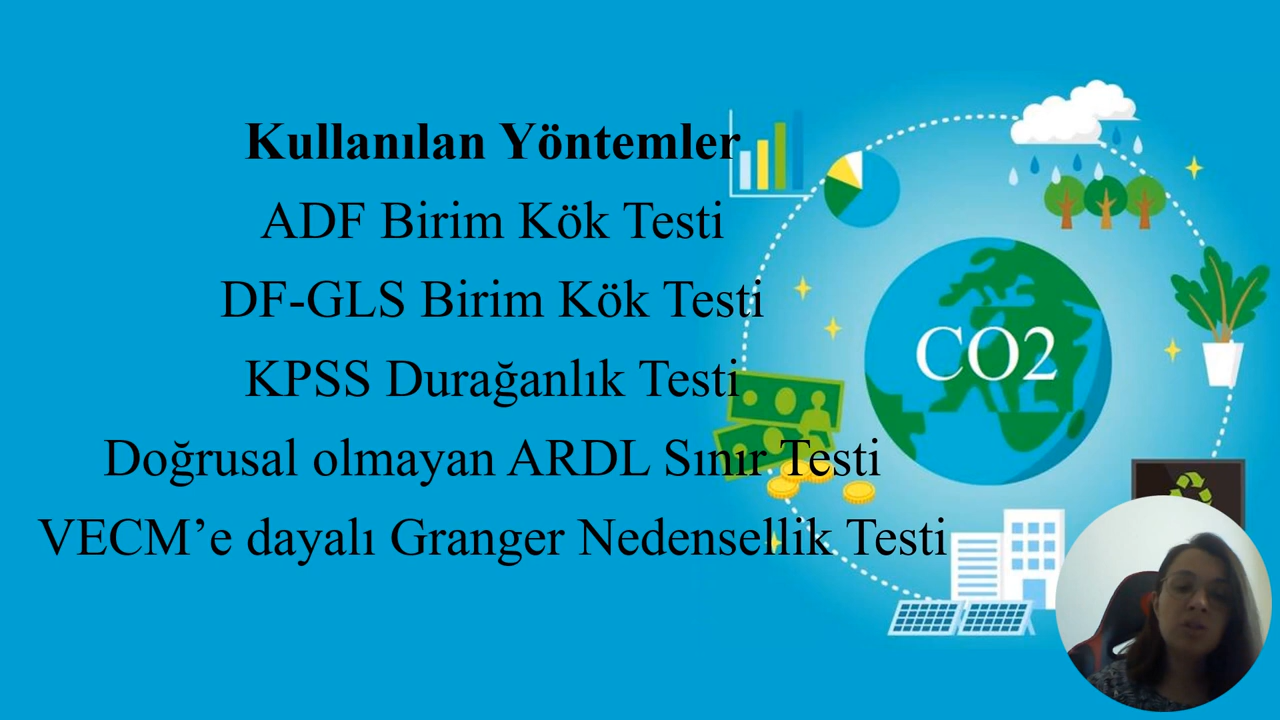 Kullanılan Yöntemler
ADF Birim Kök Testi
DF-GLS Birim Kök Testi
KPSS Durağanlık Testi
Doğrusal olmayan ARDL Sınır Testi
VECM’e dayalı Granger Nedensellik Testi
CO2